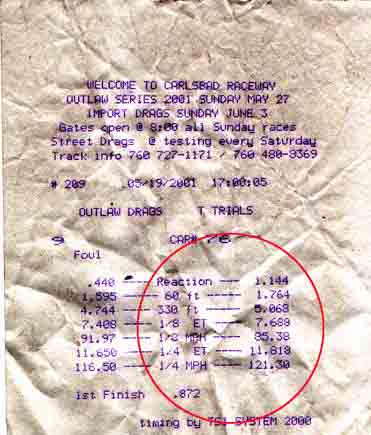 WELCOME TO CARLSBAD RACEWAY
OUTLAW SERIES 2001 SUNDAY MAY 27
IMPORT DRAGS SUNDAY JUNE 3
Gates open @ 8:00 all Sunday races
Street Drags @ testing every Saturday
Track info 760 727-1171 / 760 480-9369
# 209 05/19/2001 17:00:05
OUTLAW DRAGS T TRIALS
9 CAR# 76
Foul
.440 ---- Reaction ---- 1.144
1.595 ----- 60 ft ---- 1.764
4.744 ---- 330 ft ---- 5.068
7.408 ---- 1/8 ET ---- 7.688
91.97 ---- 1/8 MPH ---- 85.38
11.650 ---- 1/4 ET ---- 11.818
116.50 ---- 1/4 MPH ---- 121.30
1st Finish .872
timing by TSI SYSTEM 2000